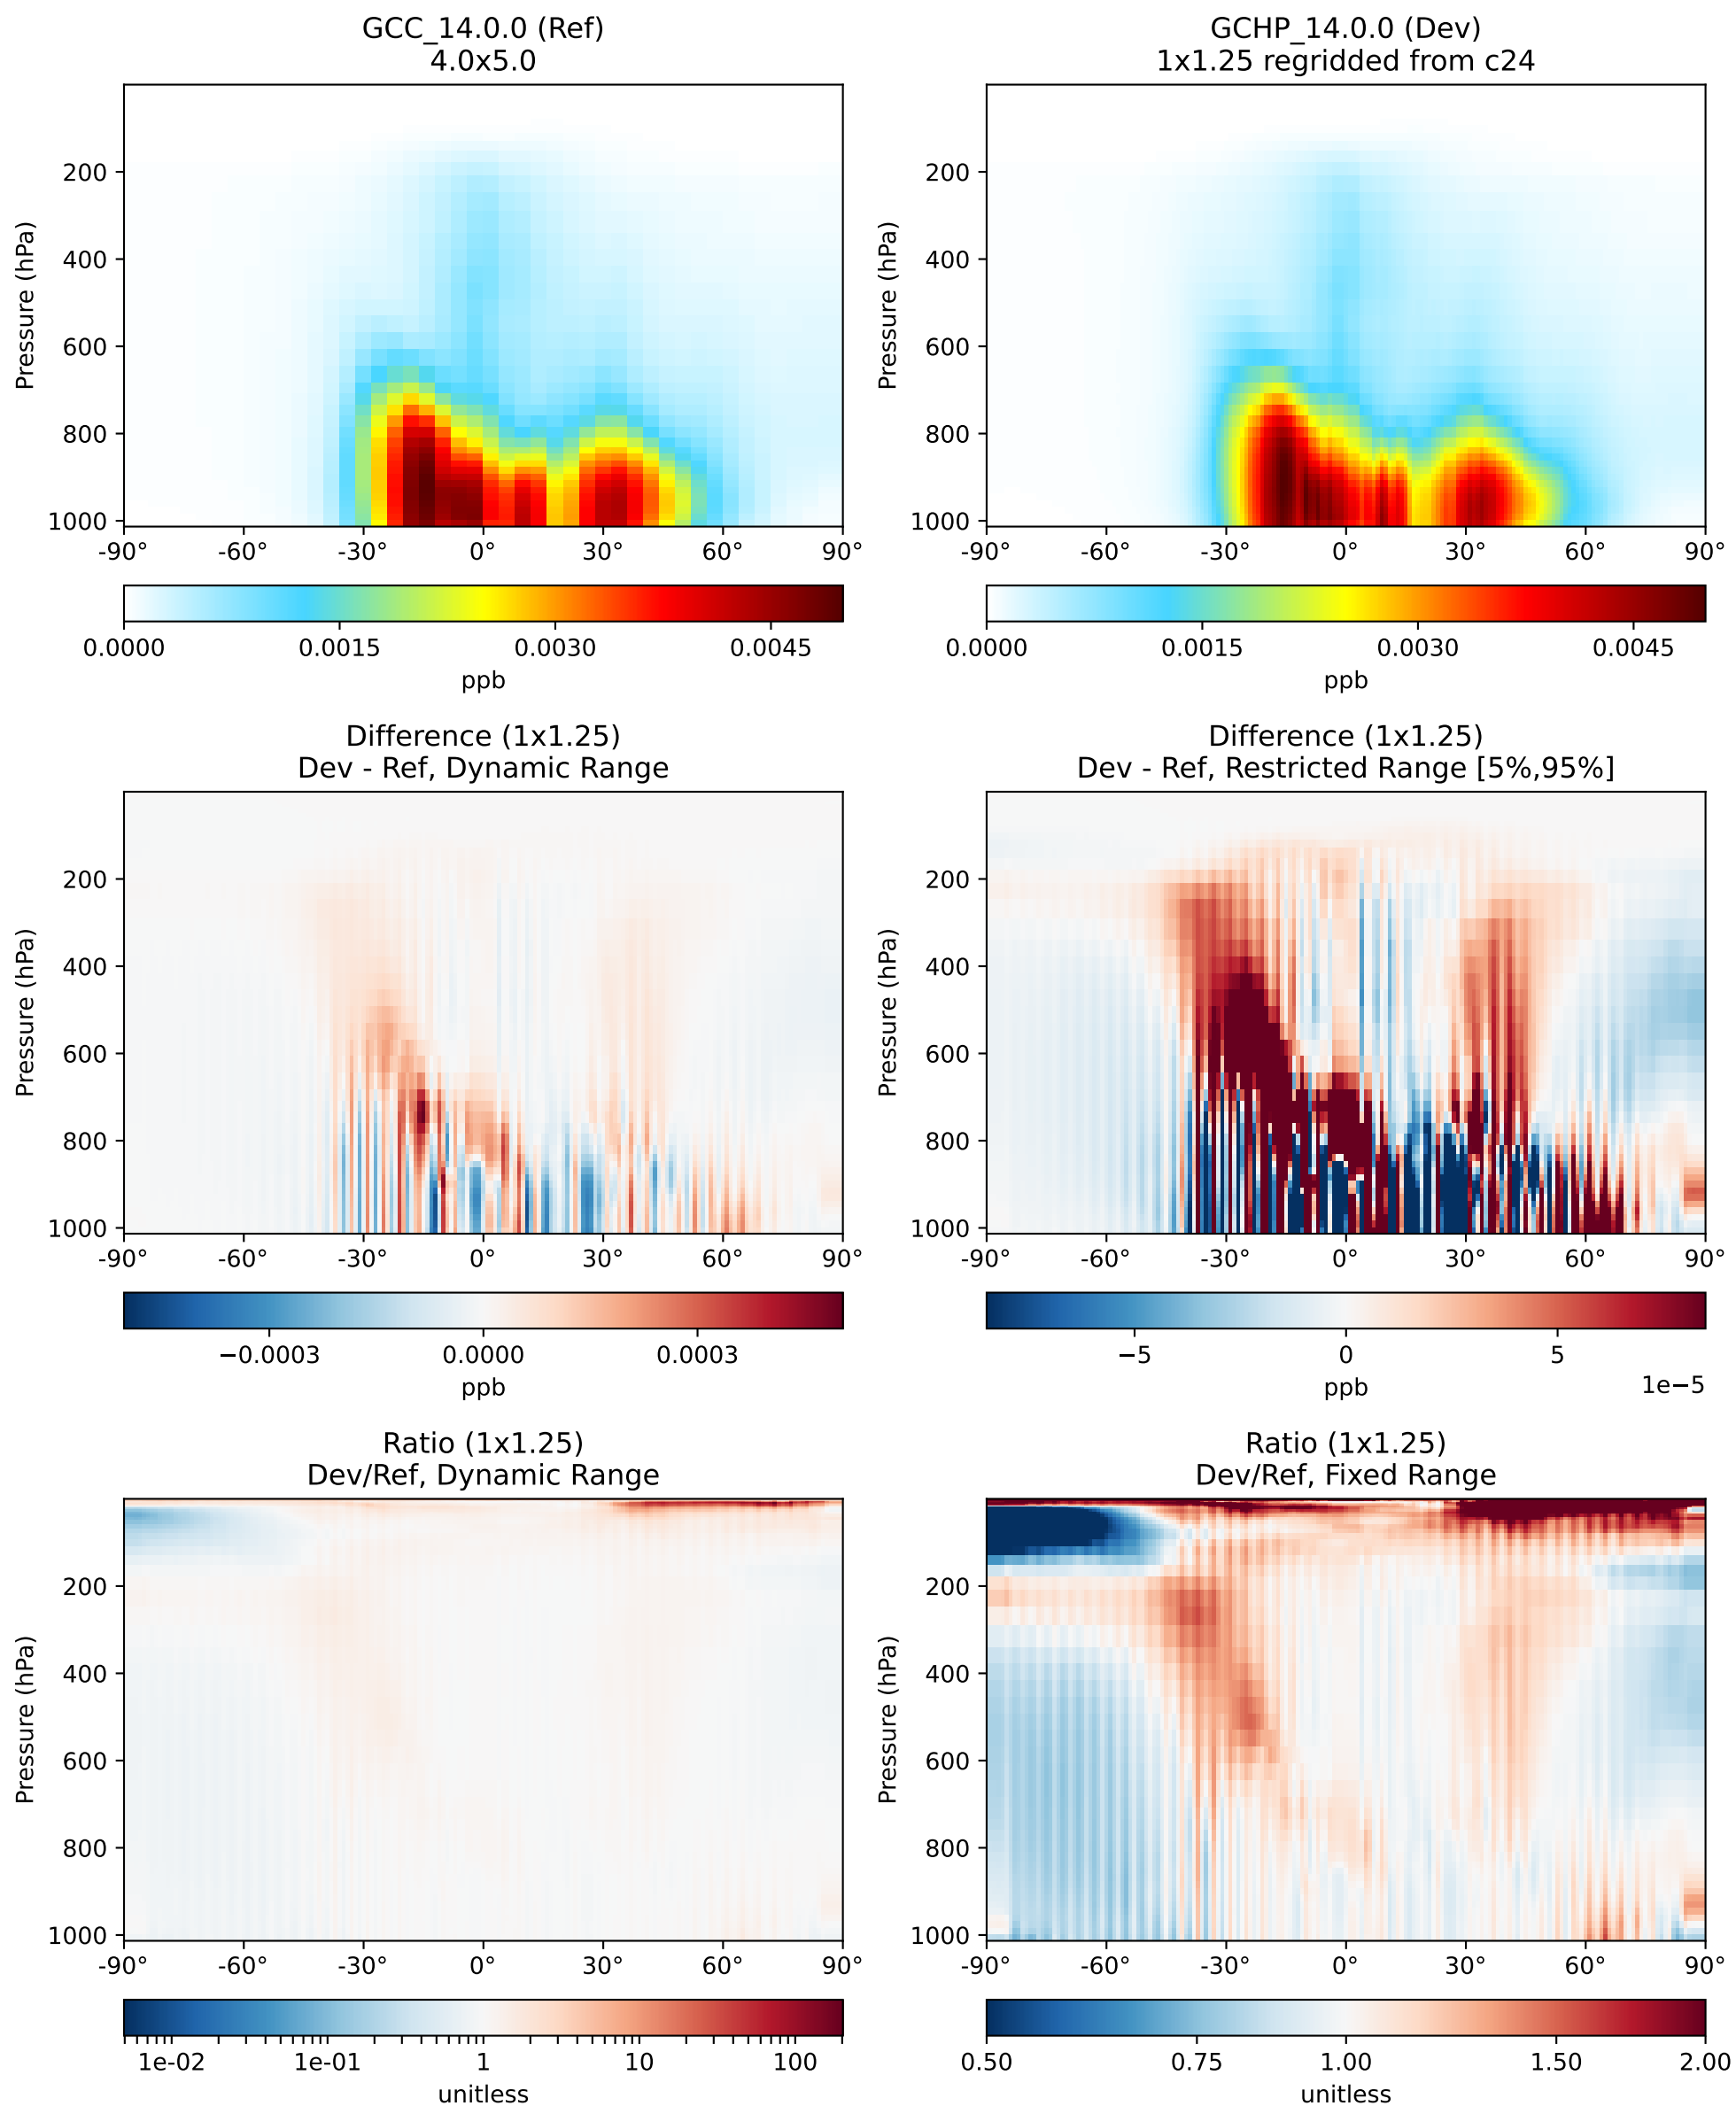 GCC_14.0.0 (Ref)
4.0x5.0
Pressure (hPa)
200
400
600
800
1000
-90° -60° -30° 0° 30° 60° 90°
0.0000 0.0015 0.0030 0.0045
ppb
GCHP_14.0.0 (Dev)
1x1.25 regridded from c24
Pressure (hPa)
200
400
600
800
1000
-90° -60° -30° 0° 30° 60° 90°
0.0000 0.0015 0.0030 0.0045
ppb
Difference (1x1.25)
Dev - Ref, Dynamic Range
Pressure (hPa)
200
400
600
800
1000
-90° -60° -30° 0° 30° 60° 90°
−0.0003 0.0000 0.0003
ppb
Difference (1x1.25)
Dev - Ref, Restricted Range [5%,95%]
Pressure (hPa)
200
400
600
800
1000
-90° -60° -30° 0° 30° 60° 90°
−5 0 5
ppb
1e−5
Ratio (1x1.25)
Dev/Ref, Dynamic Range
Pressure (hPa)
200
400
600
800
1000
-90° -60° -30° 0° 30° 60° 90°
1e-02 1e-01 1 10 100
unitless
Ratio (1x1.25)
Dev/Ref, Fixed Range
Pressure (hPa)
200
400
600
800
1000
-90° -60° -30° 0° 30° 60° 90°
0.50 0.75 1.00 1.50 2.00
unitless